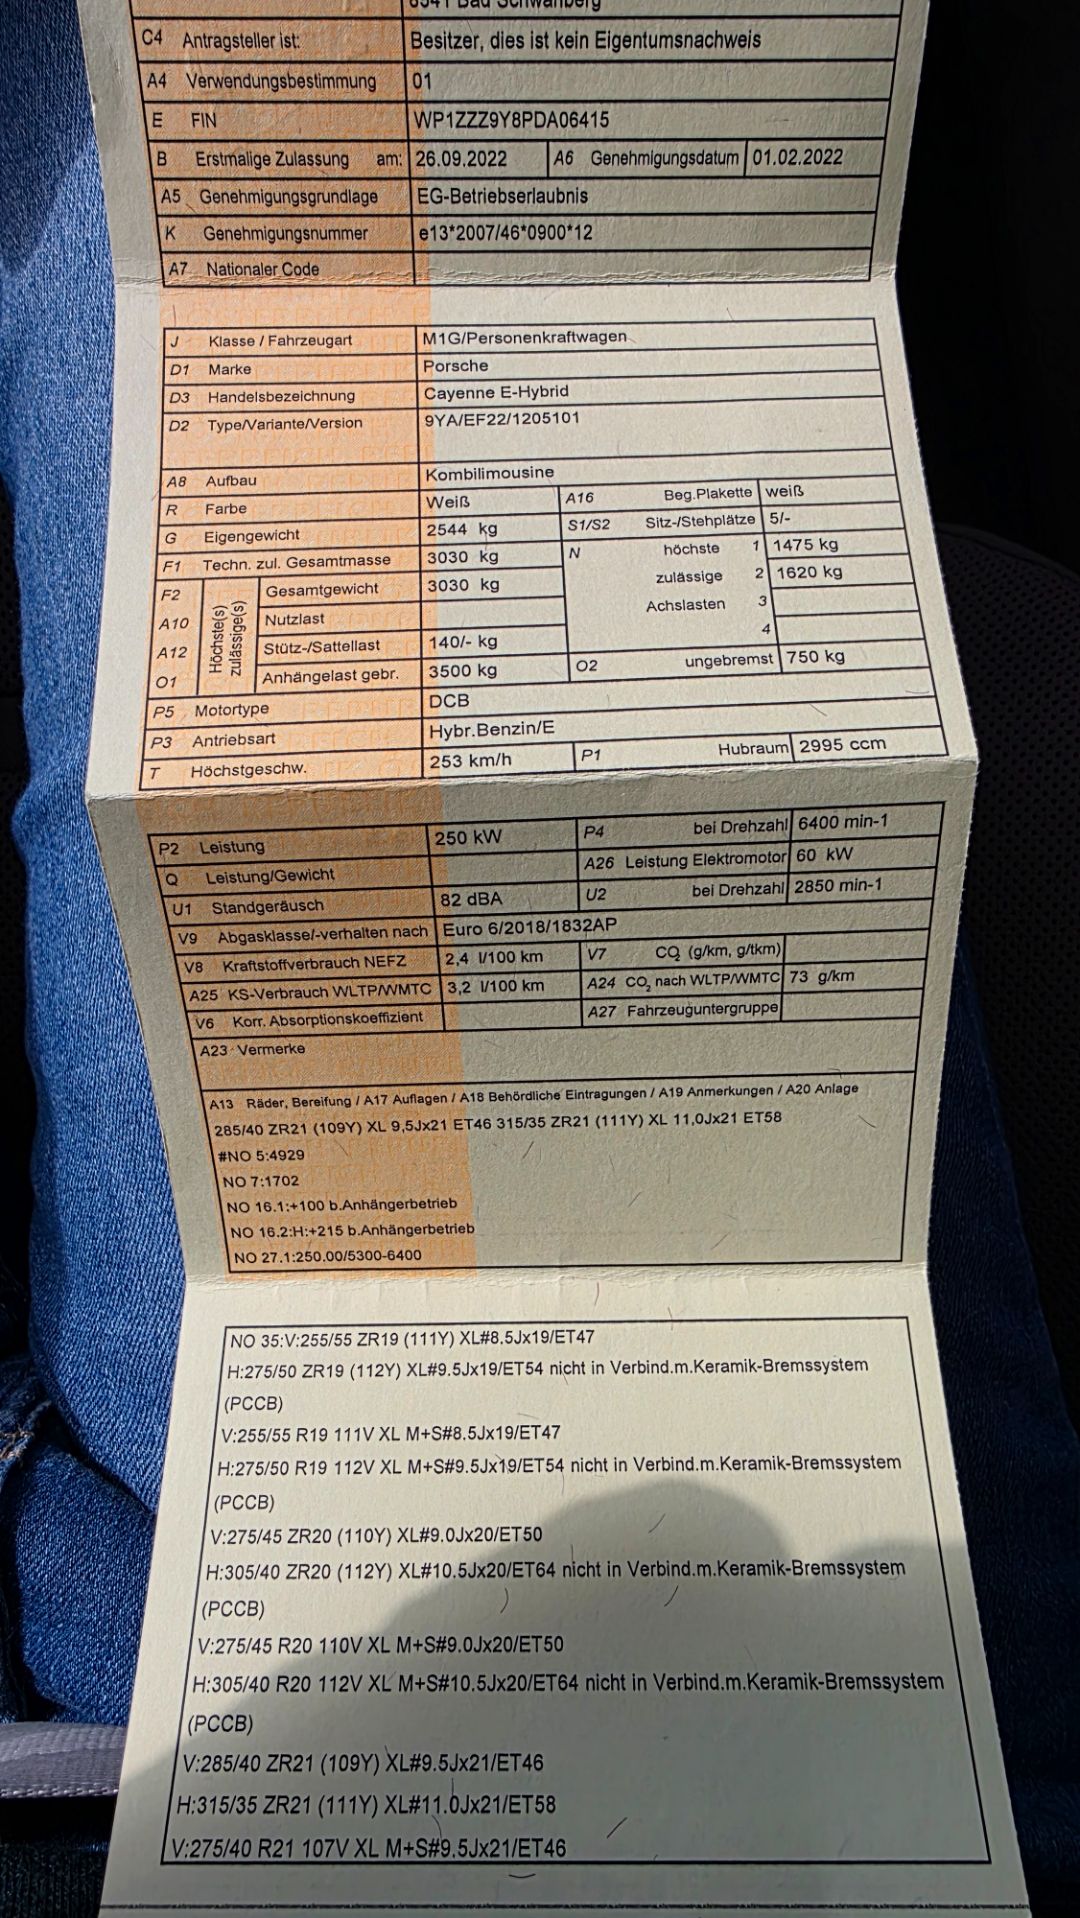 8541 Bad Schwanberg
C4 Antragsteller ist: Besitzer, dies ist kein Eigentumsnachweis
A4 Verwendungsbestimmung 01
E FIN WP1ZZZ9Y8PDA06415
B Erstmalige Zulassung am: 26.09.2022 A6 Genehmigungsdatum 01.02.2022
A5 Genehmigungsgrundlage EG-Betriebserlaubnis
K Genehmigungsnummer e13*2007/46*0900*12
A7 Nationaler Code
J Klasse / Fahrzeugart M1G/Personenkraftwagen
D1 Marke Porsche
D3 Handelsbezeichnung Cayenne E-Hybrid
D2 Type/Variante/Version 9YA/EF22/1205101
A8 Aufbau Kombilimousine
R Farbe Weiß A16 Beg.Plakette weiß
G Eigengewicht 2544 kg S1/S2 Sitz-/Stehplätze 5/-
F1 Techn. zul. Gesamtmasse 3030 kg N höchste 1 1475 kg
F2 Höchste(s) zulässige(s) Gesamtgewicht 3030 kg zulässige 2 1620 kg
A10 Nutzlast Achslasten 3
A12 Stütz-/Sattellast 140/- kg 4
O1 Anhängelast gebr. 3500 kg O2 ungebremst 750 kg
P5 Motortype DCB
P3 Antriebsart Hybr.Benzin/E
T Höchstgeschw. 253 km/h P1 Hubraum 2995 ccm
P2 Leistung 250 kW P4 bei Drehzahl 6400 min-1
Q Leistung/Gewicht A26 Leistung Elektromotor 60 kW
U1 Standgeräusch 82 dBA U2 bei Drehzahl 2850 min-1
V9 Abgasklasse/-verhalten nach Euro 6/2018/1832AP
V8 Kraftstoffverbrauch NEFZ 2,4 l/100 km V7 CO₂ (g/km, g/tkm)
A25 KS-Verbrauch WLTP/WMTC 3,2 l/100 km A24 CO₂ nach WLTP/WMTC 73 g/km
V6 Korr. Absorptionskoeffizient A27 Fahrzeuguntergruppe
A23 Vermerke
A13 Räder, Bereifung / A17 Auflagen / A18 Behördliche Eintragungen / A19 Anmerkungen / A20 Anlage
285/40 ZR21 (109Y) XL 9,5Jx21 ET46 315/35 ZR21 (111Y) XL 11,0Jx21 ET58
#NO 5:4929
NO 7:1702
NO 16.1:+100 b.Anhängerbetrieb
NO 16.2:H:+215 b.Anhängerbetrieb
NO 27.1:250.00/5300-6400
NO 35:V:255/55 ZR19 (111Y) XL#8.5Jx19/ET47
H:275/50 ZR19 (112Y) XL#9.5Jx19/ET54 nicht in Verbind.m.Keramik-Bremssystem
(PCCB)
V:255/55 R19 111V XL M+S#8.5Jx19/ET47
H:275/50 R19 112V XL M+S#9.5Jx19/ET54 nicht in Verbind.m.Keramik-Bremssystem
(PCCB)
V:275/45 ZR20 (110Y) XL#9.0Jx20/ET50
H:305/40 ZR20 (112Y) XL#10.5Jx20/ET64 nicht in Verbind.m.Keramik-Bremssystem
(PCCB)
V:275/45 R20 110V XL M+S#9.0Jx20/ET50
H:305/40 R20 112V XL M+S#10.5Jx20/ET64 nicht in Verbind.m.Keramik-Bremssystem
(PCCB)
V:285/40 ZR21 (109Y) XL#9.5Jx21/ET46
H:315/35 ZR21 (111Y) XL#11.0Jx21/ET58
V:275/40 R21 107V XL M+S#9.5Jx21/ET46